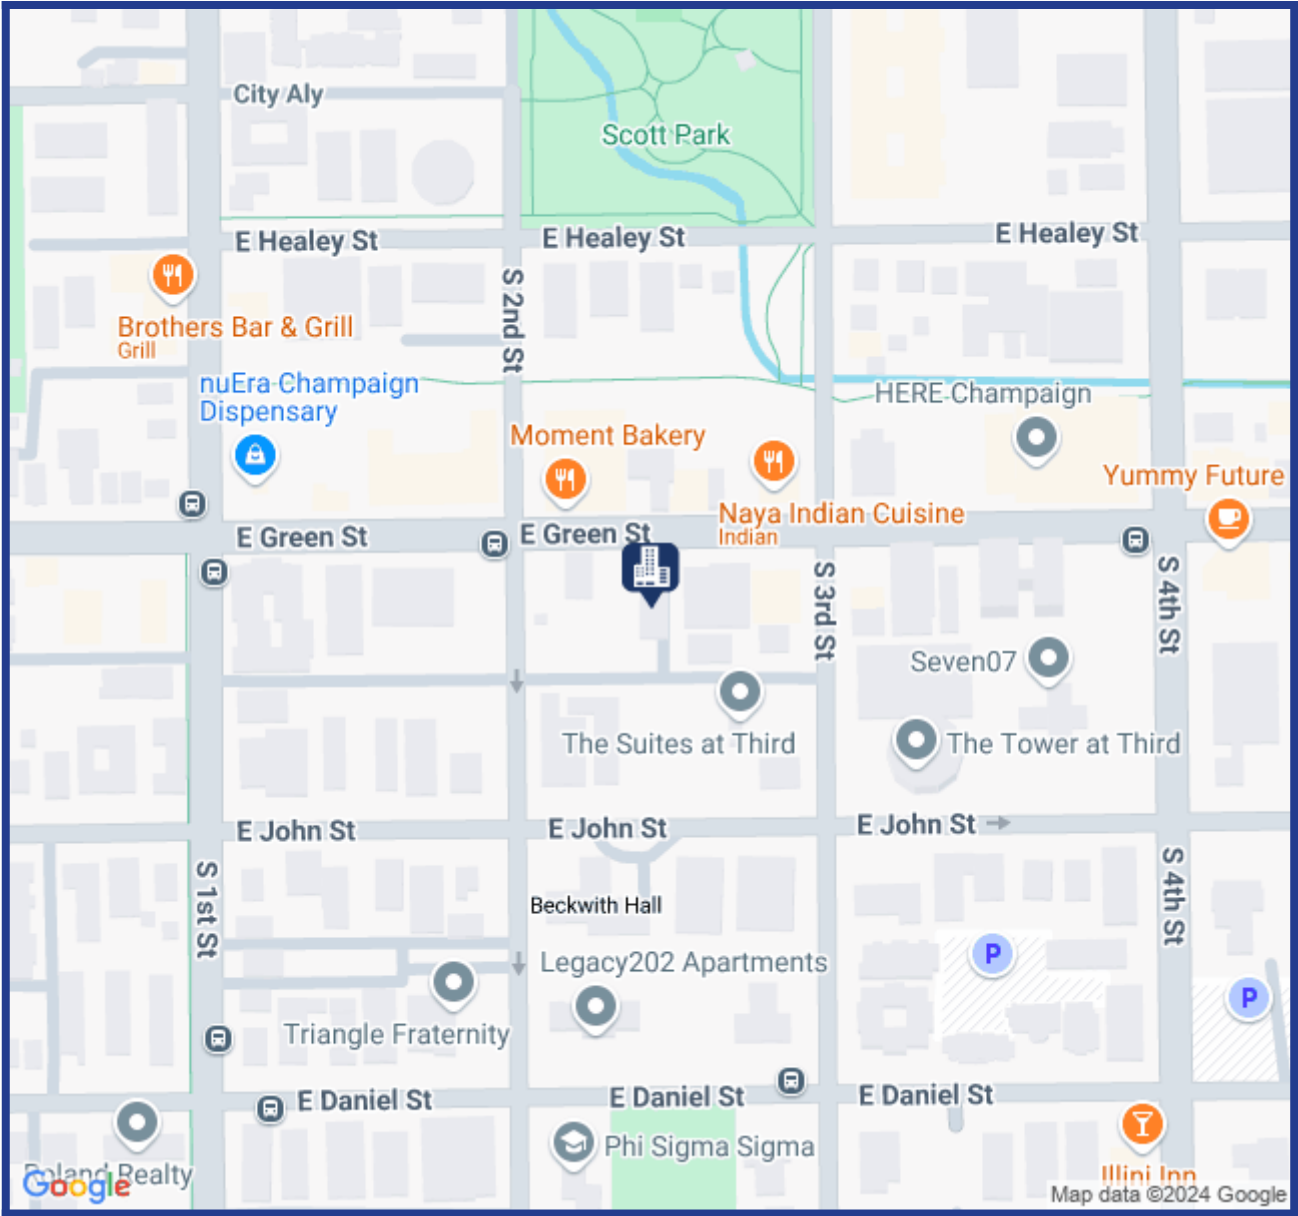 City Aly
Scott Park
E Healey St
E Healey St
E Healey St
S 2nd St
Brothers Bar & Grill
Grill
nuEra Champaign
Dispensary
HERE Champaign
Moment Bakery
Yummy Future
Naya Indian Cuisine
Indian
E Green St
E Green St
S 3rd St
S 4th St
Seven07
The Suites at Third
The Tower at Third
E John St
E John St
E John St
S 1st St
S 4th St
Beckwith Hall
P
Legacy202 Apartments
P
Triangle Fraternity
E Daniel St
E Daniel St
E Daniel St
Phi Sigma Sigma
Roland Realty
Google
Illini Inn
Map data ©2024 Google